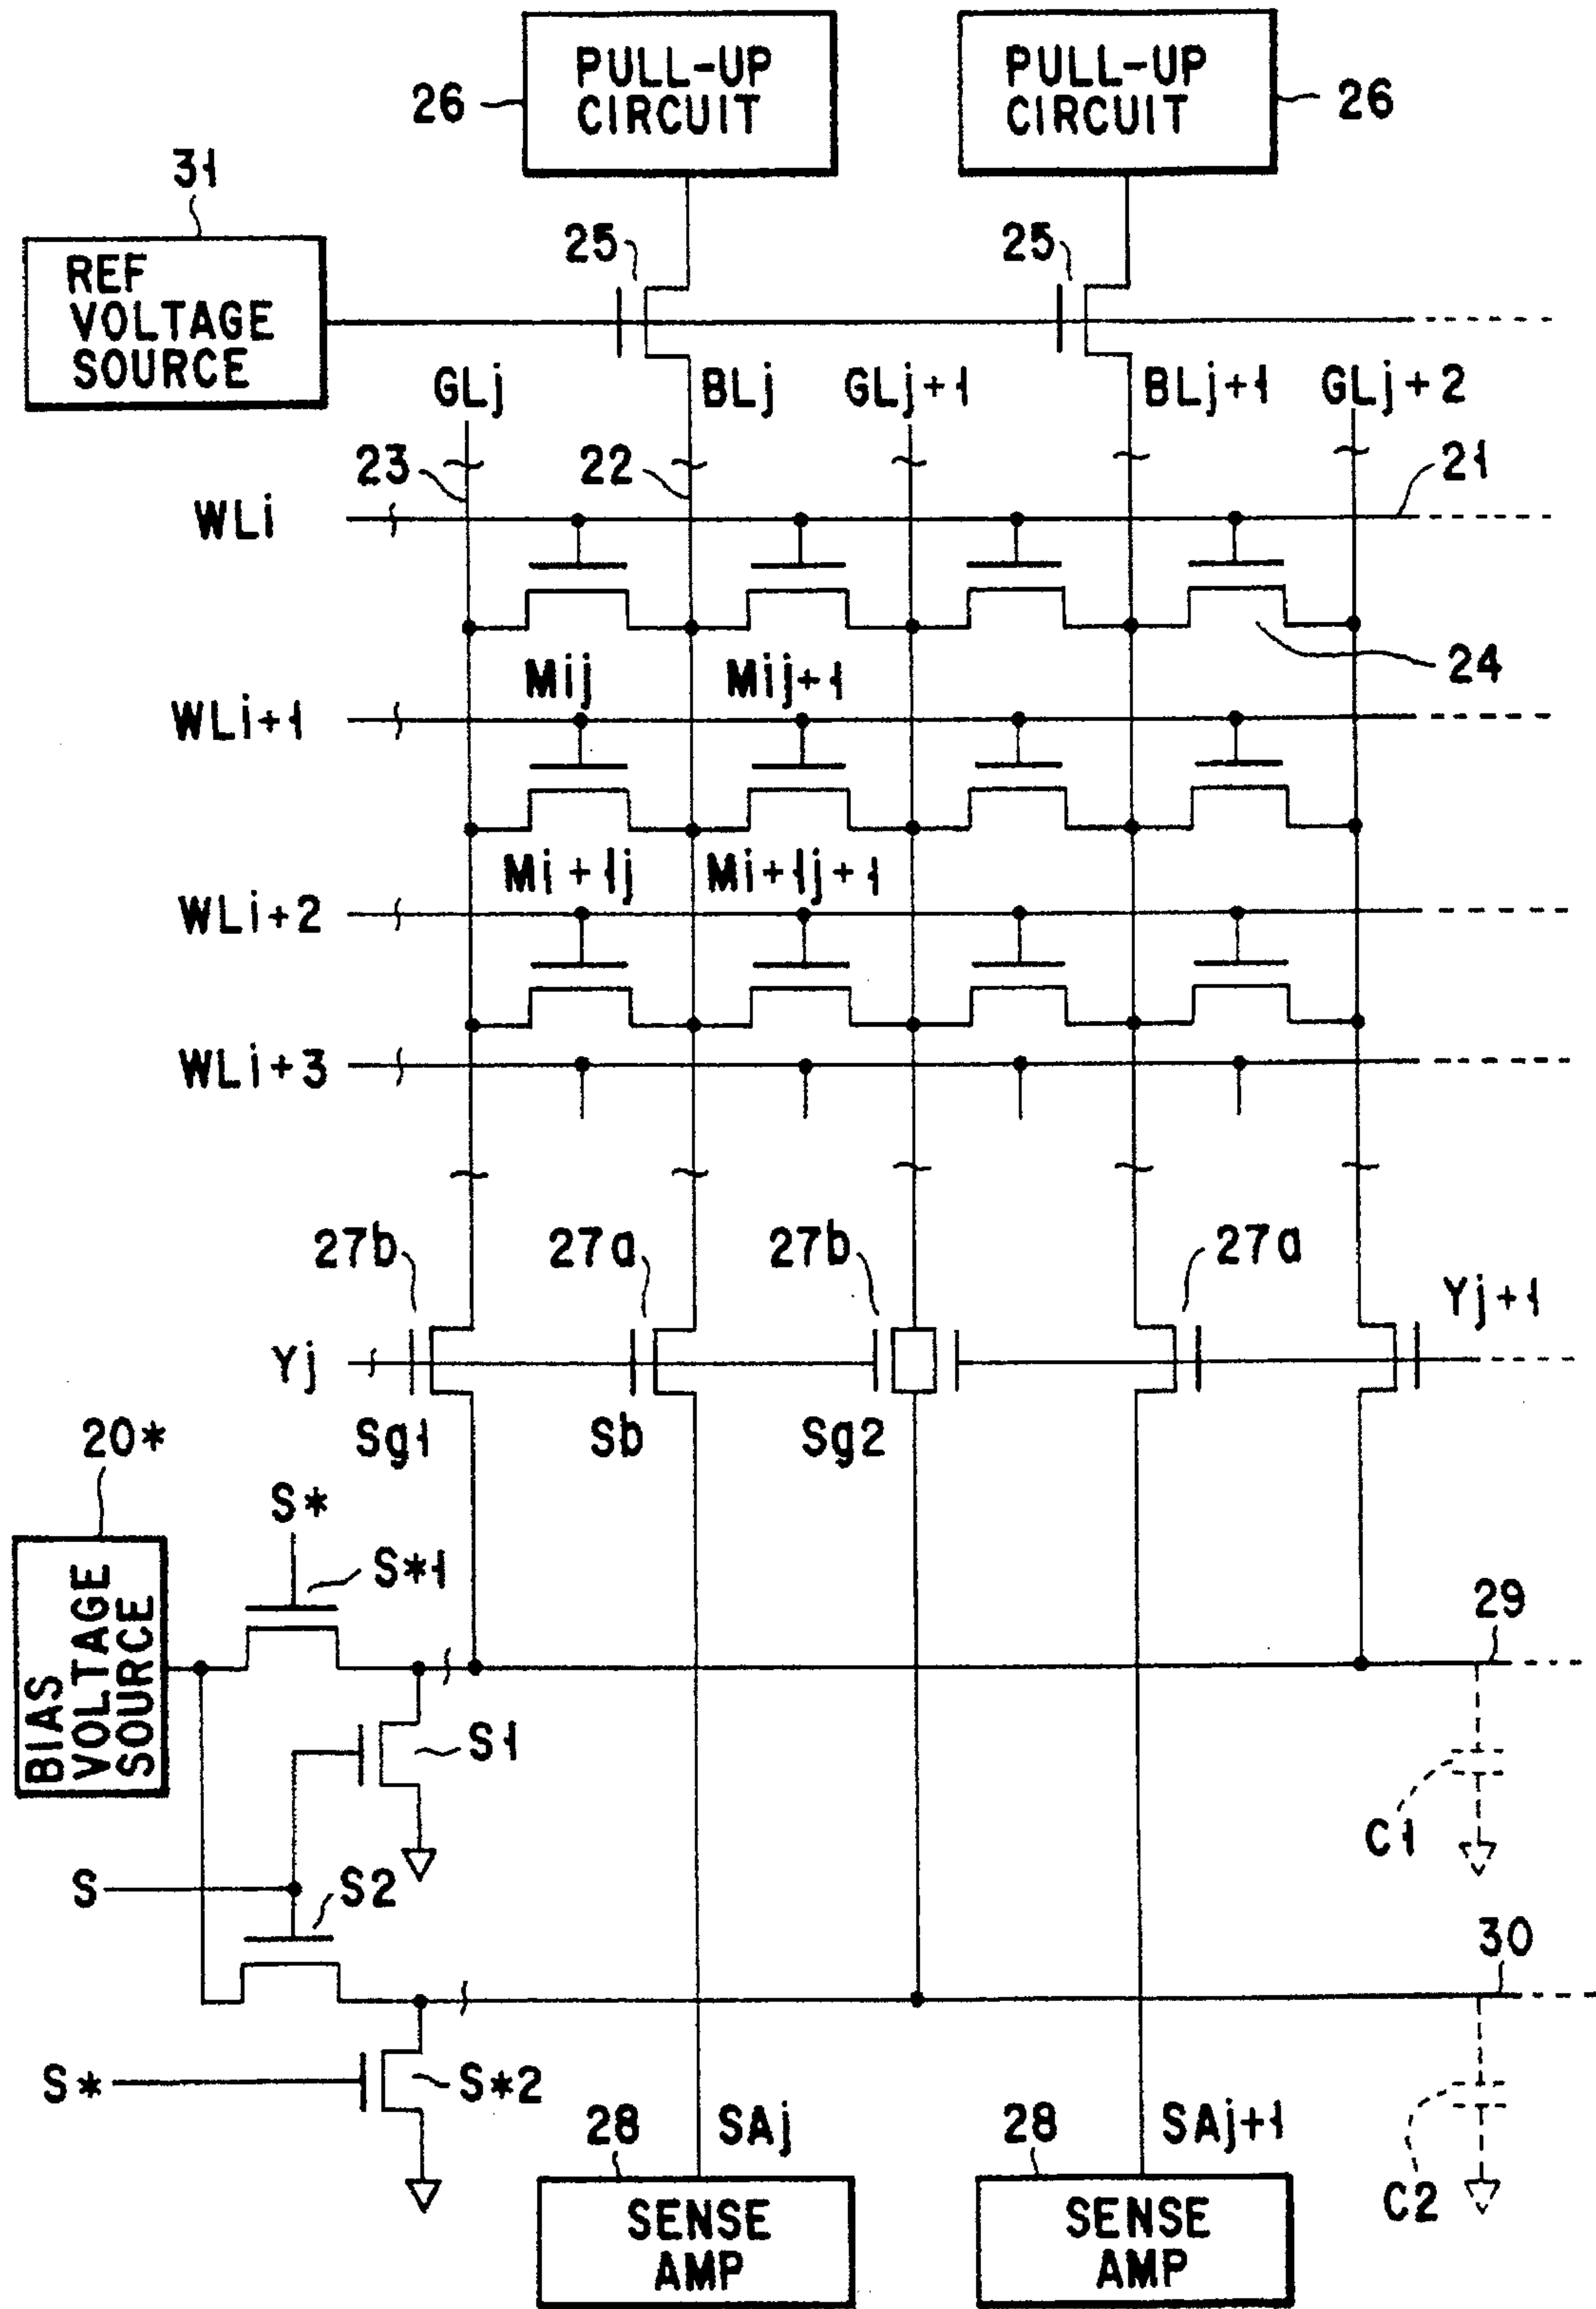 PULL-UP
CIRCUIT
PULL-UP
CIRCUIT
26
26
31
REF
VOLTAGE
SOURCE
25
25
GLj
BLj
GLj+1
BLj+1
GLj+2
23
22
21
WLi
24
Mij
Mij+1
WLi+1
Mi+1j
Mi+1j+1
WLi+2
WLi+3
27b
27a
27b
27a
Yj
Yj+1
Sg1
Sb
Sg2
20*
S*
S*1
BIAS
VOLTAGE
SOURCE
29
S1
C1
S
S2
30
S*
S*2
28
SAj
28
SAj+1
C2
SENSE
AMP
SENSE
AMP